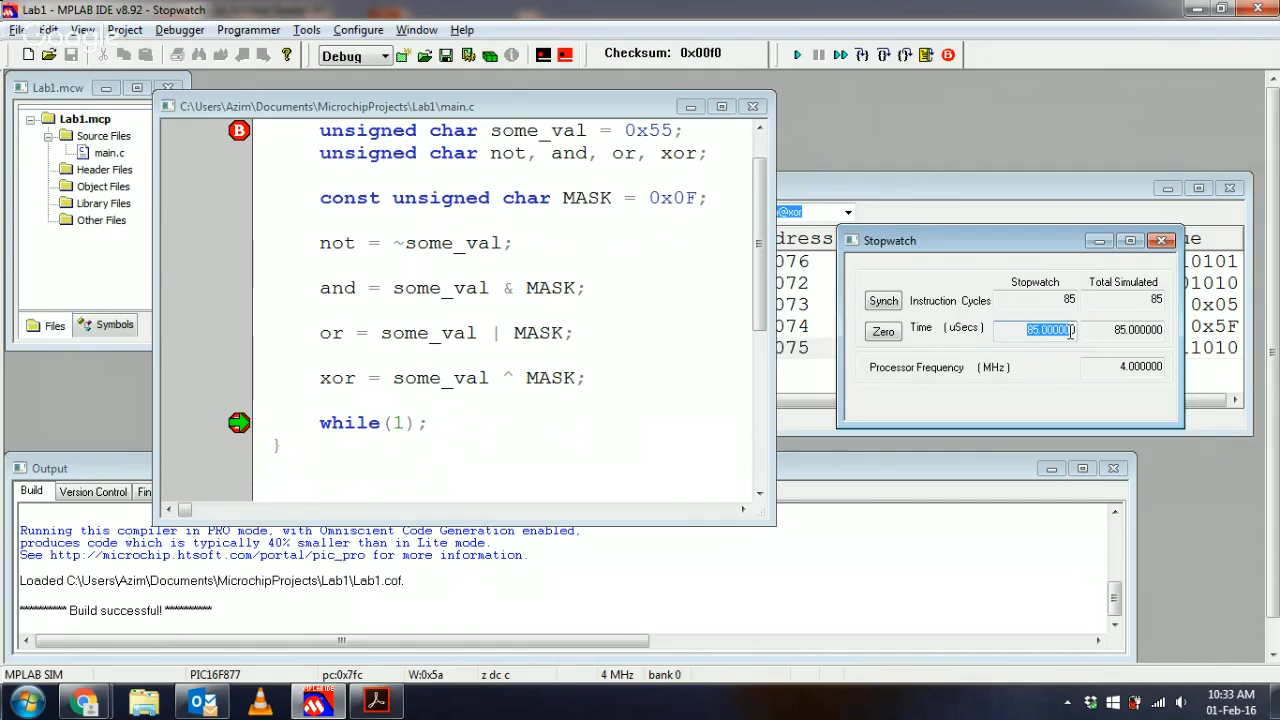 Lab1 - MPLAB IDE v8.92 - Stopwatch
File Edit View Project Debugger Programmer Tools Configure Window Help
Google
Debug
Checksum: 0x00f0
Lab1.mcw
Lab1.mcp
Source Files
main.c
Header Files
Object Files
Library Files
Other Files
Files
Symbols
C:\Users\Azim\Documents\MicrochipProjects\Lab1\main.c
B
unsigned char some_val = 0x55;
unsigned char not, and, or, xor;
const unsigned char MASK = 0x0F;
not = ~some_val;
and = some_val & MASK;
or = some_val | MASK;
xor = some_val ^ MASK;
while(1);
}
@xor
dress
ue
076
10101
072
10101
073
0x05
074
0x5F
075
11010
Stopwatch
Stopwatch Total Simulated
Synch Instruction Cycles 85 85
Zero Time (uSecs) 85.000000 85.000000
Processor Frequency (MHz) 4.000000
Output
Build Version Control Fin
Running this compiler in PRO mode, with Omniscient Code Generation enabled,
produces code which is typically 40% smaller than in Lite mode.
See http://microchip.htsoft.com/portal/pic_pro for more information.
Loaded C:\Users\Azim\Documents\MicrochipProjects\Lab1\Lab1.cof.
********** Build successful! **********
MPLAB SIM PIC16F877 pc:0x7fc W:0x5a z dc c 4 MHz bank 0
10:33 AM
01-Feb-16